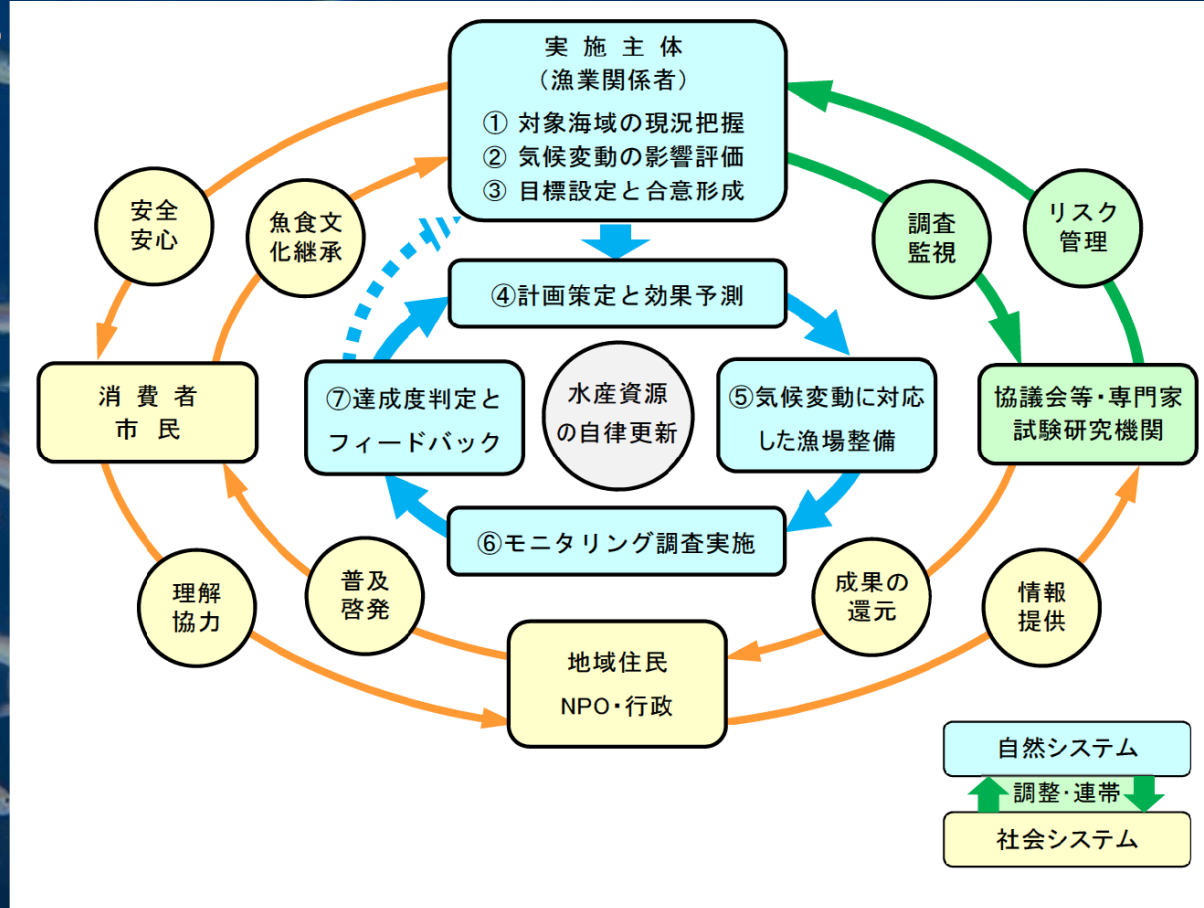 実施主体
（漁業関係者）
① 対象海域の現況把握
② 気候変動の影響評価
③ 目標設定と合意形成
安全
安心
魚食文
化継承
調査
監視
リスク
管理
④計画策定と効果予測
消費者
市民
⑦達成度判定と
フィードバック
水産資源
の自律更新
⑤気候変動に対応
した漁場整備
協議会等・専門家
試験研究機関
⑥モニタリング調査実施
理解
協力
普及
啓発
成果の
還元
情報
提供
地域住民
NPO・行政
自然システム
調整・連帯
社会システム